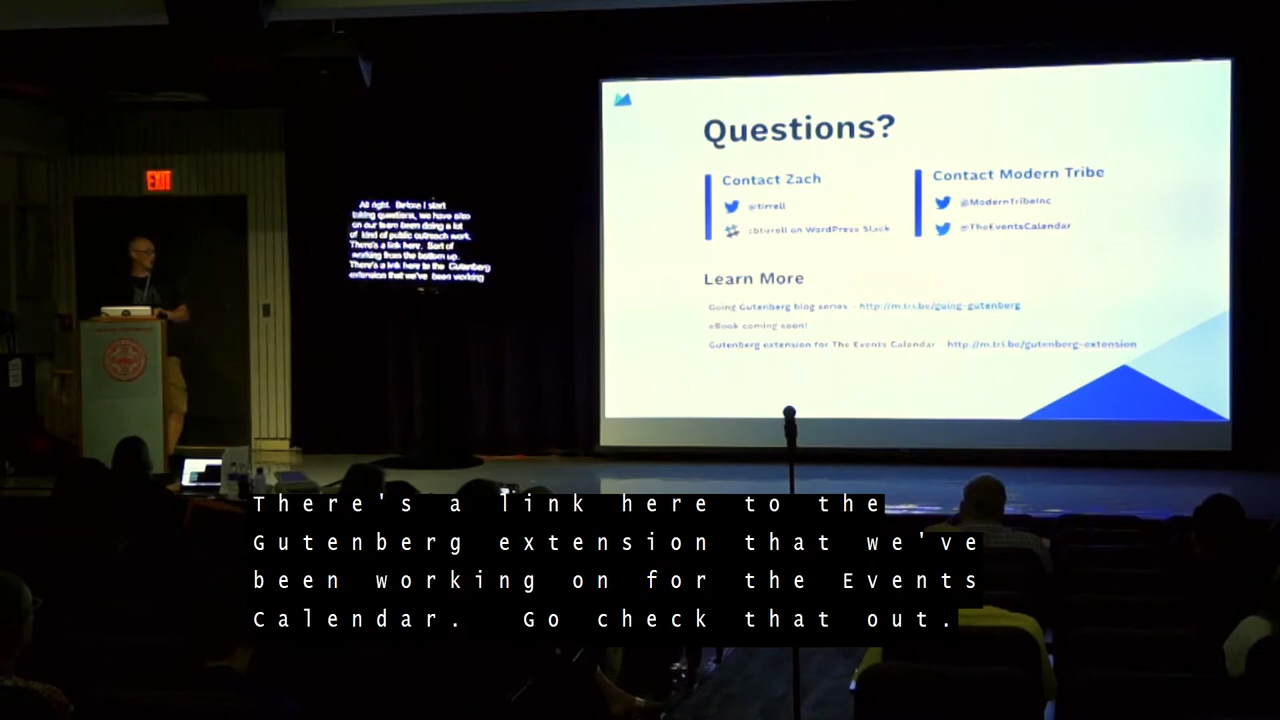 EXIT
All right. Before I start
taking questions, we have also
on our team been doing a lot
of kind of public outreach work.
There's a link here. Sort of
working from the bottom up.
There's a link here to the Gutenberg
extension that we've been working
Questions?
Contact Zach
@tirrell
cbtirrell on WordPress Slack
Contact Modern Tribe
@ModernTribeInc
@TheEventsCalendar
Learn More
Going Gutenberg blog series - http://m.tri.be/going-gutenberg
eBook coming soon!
Gutenberg extension for The Events Calendar - http://m.tri.be/gutenberg-extension
There's a link here to the
Gutenberg extension that we've
been working on for the Events
Calendar. Go check that out.